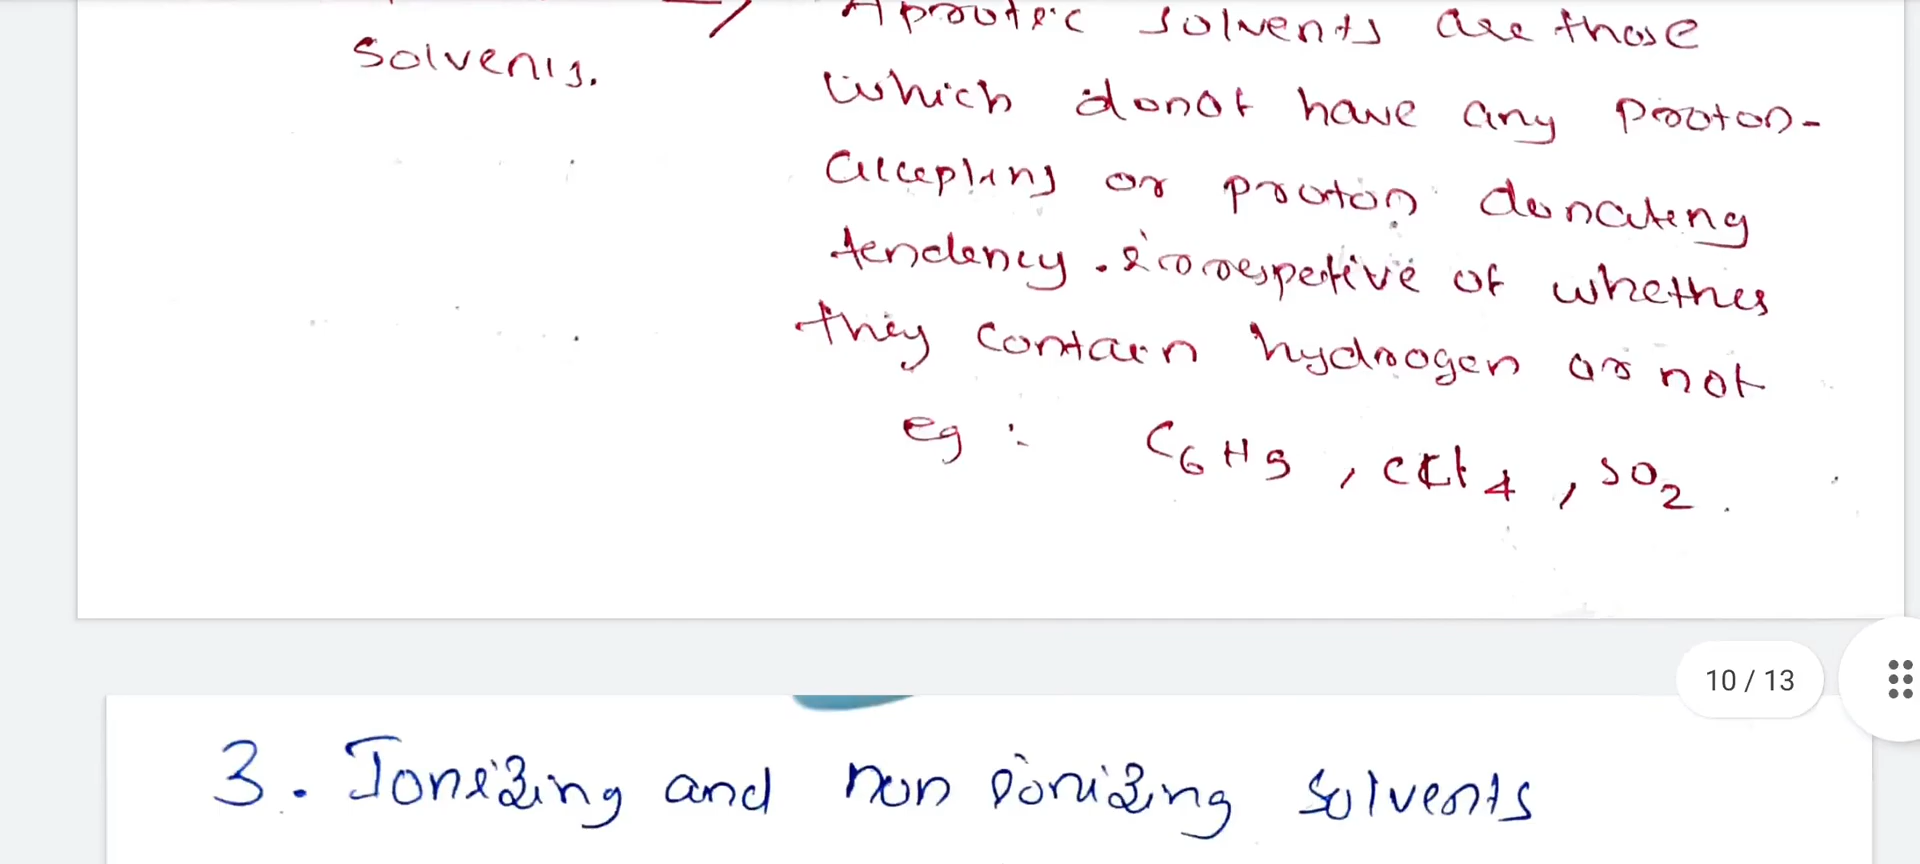 Aprotic solvents are those
solvents.
which donot have any proton-
accepting or proton donating
tendency. irrespective of whether
they contain hydrogen or not
eg : C6H5, CCl4, SO2.
10 / 13
3. Ionizing and non ionizing solvents